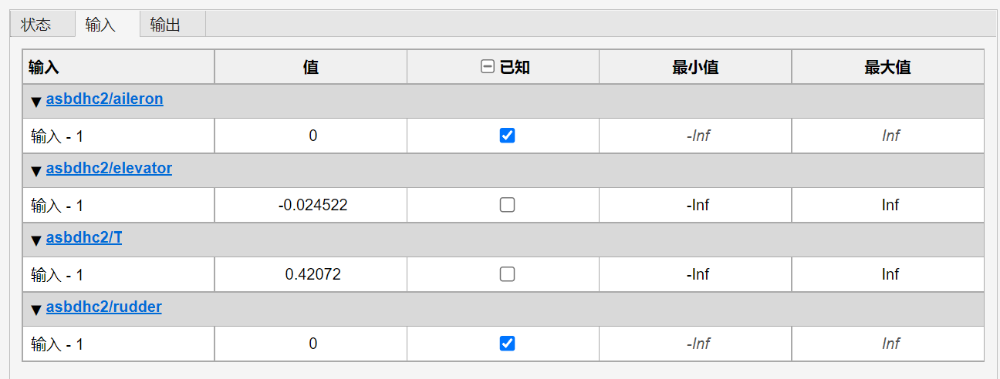 状态 输入 输出
输入 值 已知 最小值 最大值
asbdhc2/aileron
输入 - 1 0 -Inf Inf
asbdhc2/elevator
输入 - 1 -0.024522 -Inf Inf
asbdhc2/T
输入 - 1 0.42072 -Inf Inf
asbdhc2/rudder
输入 - 1 0 -Inf Inf